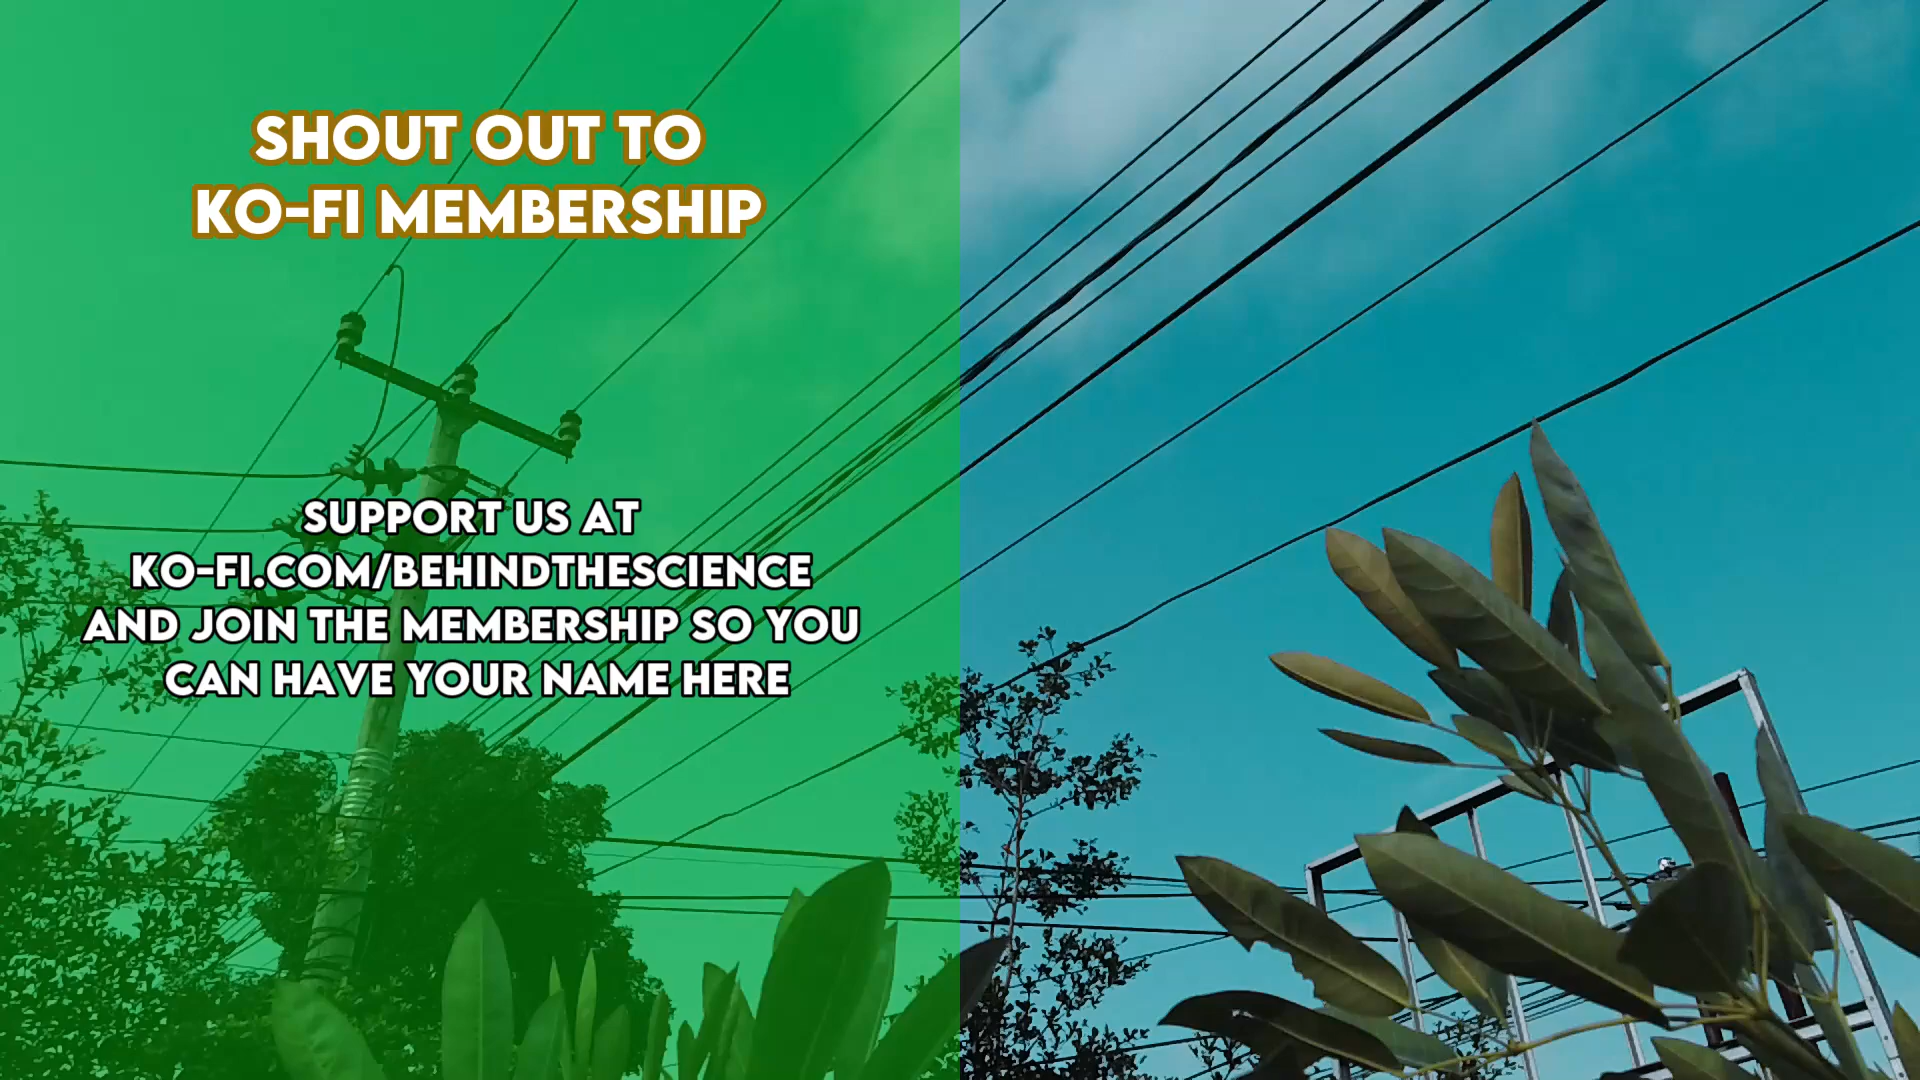 SHOUT OUT TO
KO-FI MEMBERSHIP
SUPPORT US AT
KO-FI.COM/BEHINDTHESCIENCE
AND JOIN THE MEMBERSHIP SO YOU
CAN HAVE YOUR NAME HERE